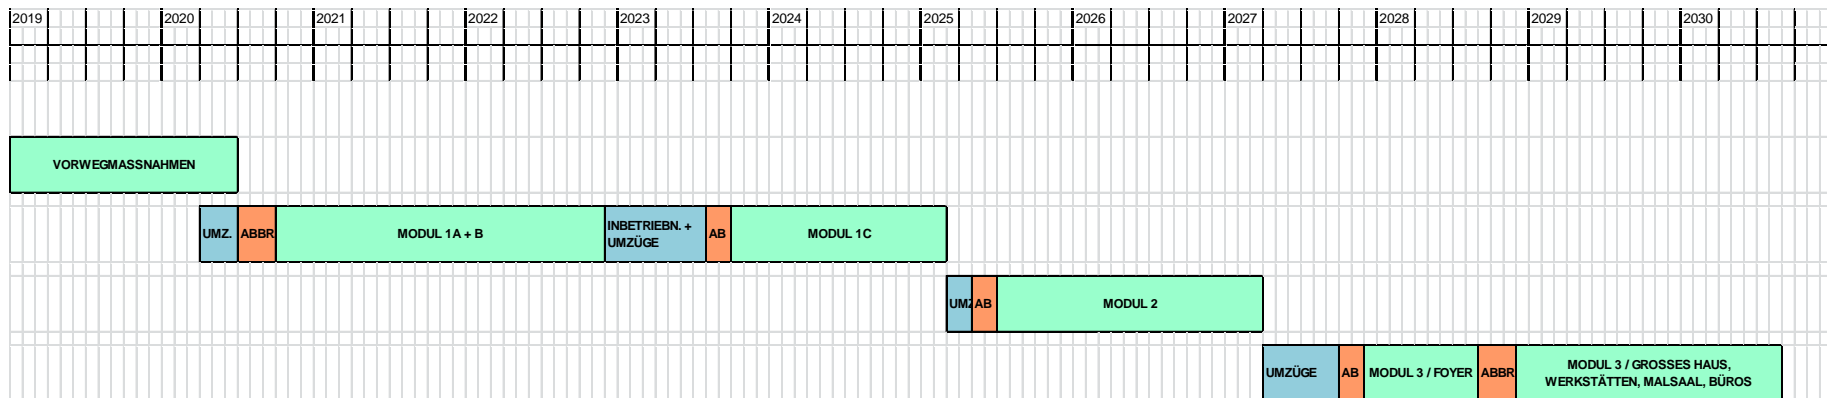 2019 2020 2021 2022 2023 2024 2025 2026 2027 2028 2029 2030
VORWEGMASSNAHMEN
UMZ. ABBR MODUL 1A + B INBETRIEBN. + UMZÜGE AB MODUL 1C
UMZ AB MODUL 2
UMZÜGE AB MODUL 3 / FOYER ABBR MODUL 3 / GROSSES HAUS,
WERKSTÄTTEN, MALSAAL, BÜROS